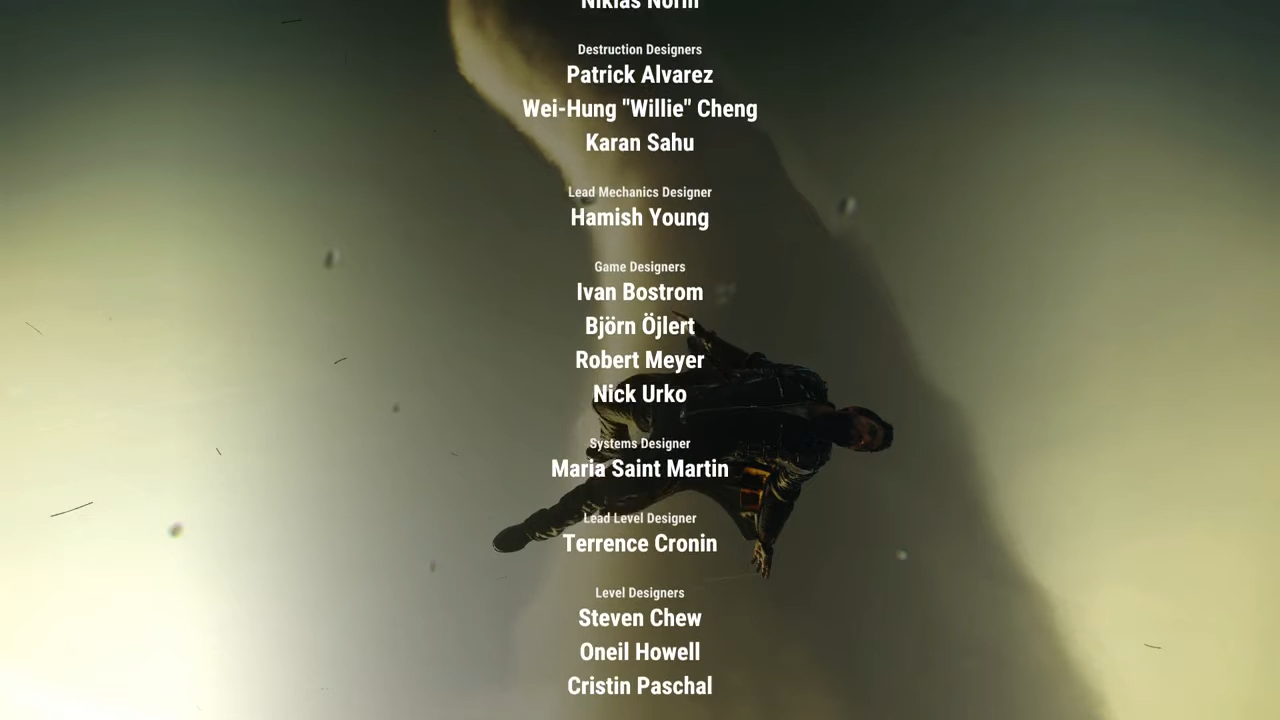 Niklas Norin
Destruction Designers
Patrick Alvarez
Wei-Hung "Willie" Cheng
Karan Sahu
Lead Mechanics Designer
Hamish Young
Game Designers
Ivan Bostrom
Björn Öjlert
Robert Meyer
Nick Urko
Systems Designer
Maria Saint Martin
Lead Level Designer
Terrence Cronin
Level Designers
Steven Chew
Oneil Howell
Cristin Paschal